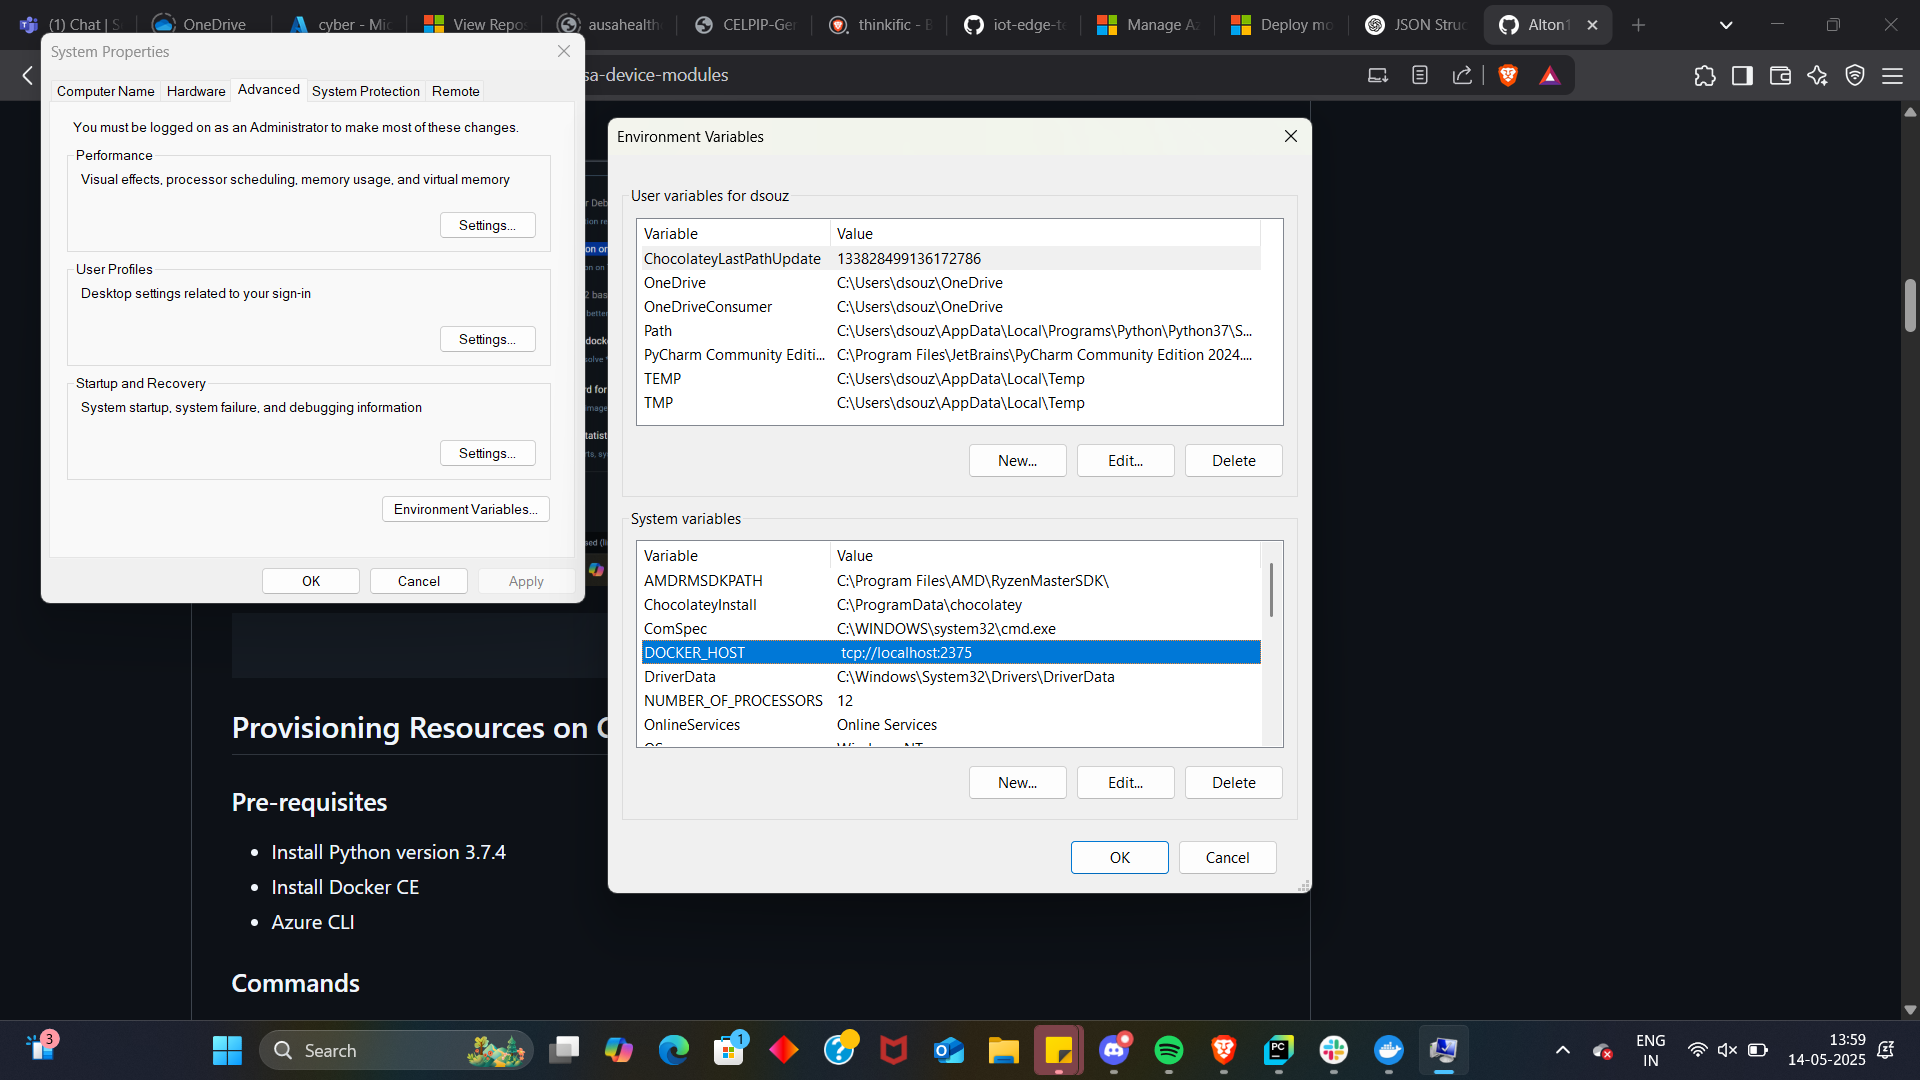 (1) Chat | S
OneDrive
cyber - Mic
View Repo
ausahealth
CELPIP-Ge
thinkific - B
iot-edge-te
Manage Az
Deploy mo
JSON Struc
Alton1
sa-device-modules
System Properties
Computer Name
Hardware
Advanced
System Protection
Remote
You must be logged on as an Administrator to make most of these changes.
Performance
Visual effects, processor scheduling, memory usage, and virtual memory
Settings...
User Profiles
Desktop settings related to your sign-in
Settings...
Startup and Recovery
System startup, system failure, and debugging information
Settings...
Environment Variables...
OK
Cancel
Apply
Environment Variables
User variables for dsouz
Variable Value
ChocolateyLastPathUpdate 133828499136172786
OneDrive C:\Users\dsouz\OneDrive
OneDriveConsumer C:\Users\dsouz\OneDrive
Path C:\Users\dsouz\AppData\Local\Programs\Python\Python37\S...
PyCharm Community Editi... C:\Program Files\JetBrains\PyCharm Community Edition 2024....
TEMP C:\Users\dsouz\AppData\Local\Temp
TMP C:\Users\dsouz\AppData\Local\Temp
New...
Edit...
Delete
System variables
Variable Value
AMDRMSDKPATH C:\Program Files\AMD\RyzenMasterSDK\
ChocolateyInstall C:\ProgramData\chocolatey
ComSpec C:\WINDOWS\system32\cmd.exe
DOCKER_HOST tcp://localhost:2375
DriverData C:\Windows\System32\Drivers\DriverData
NUMBER_OF_PROCESSORS 12
OnlineServices Online Services
OS Windows_NT
New...
Edit...
Delete
OK
Cancel
Provisioning Resources on
Pre-requisites
Install Python version 3.7.4
Install Docker CE
Azure CLI
Commands
3
Search
1
PC
ENG
IN
13:59
14-05-2025